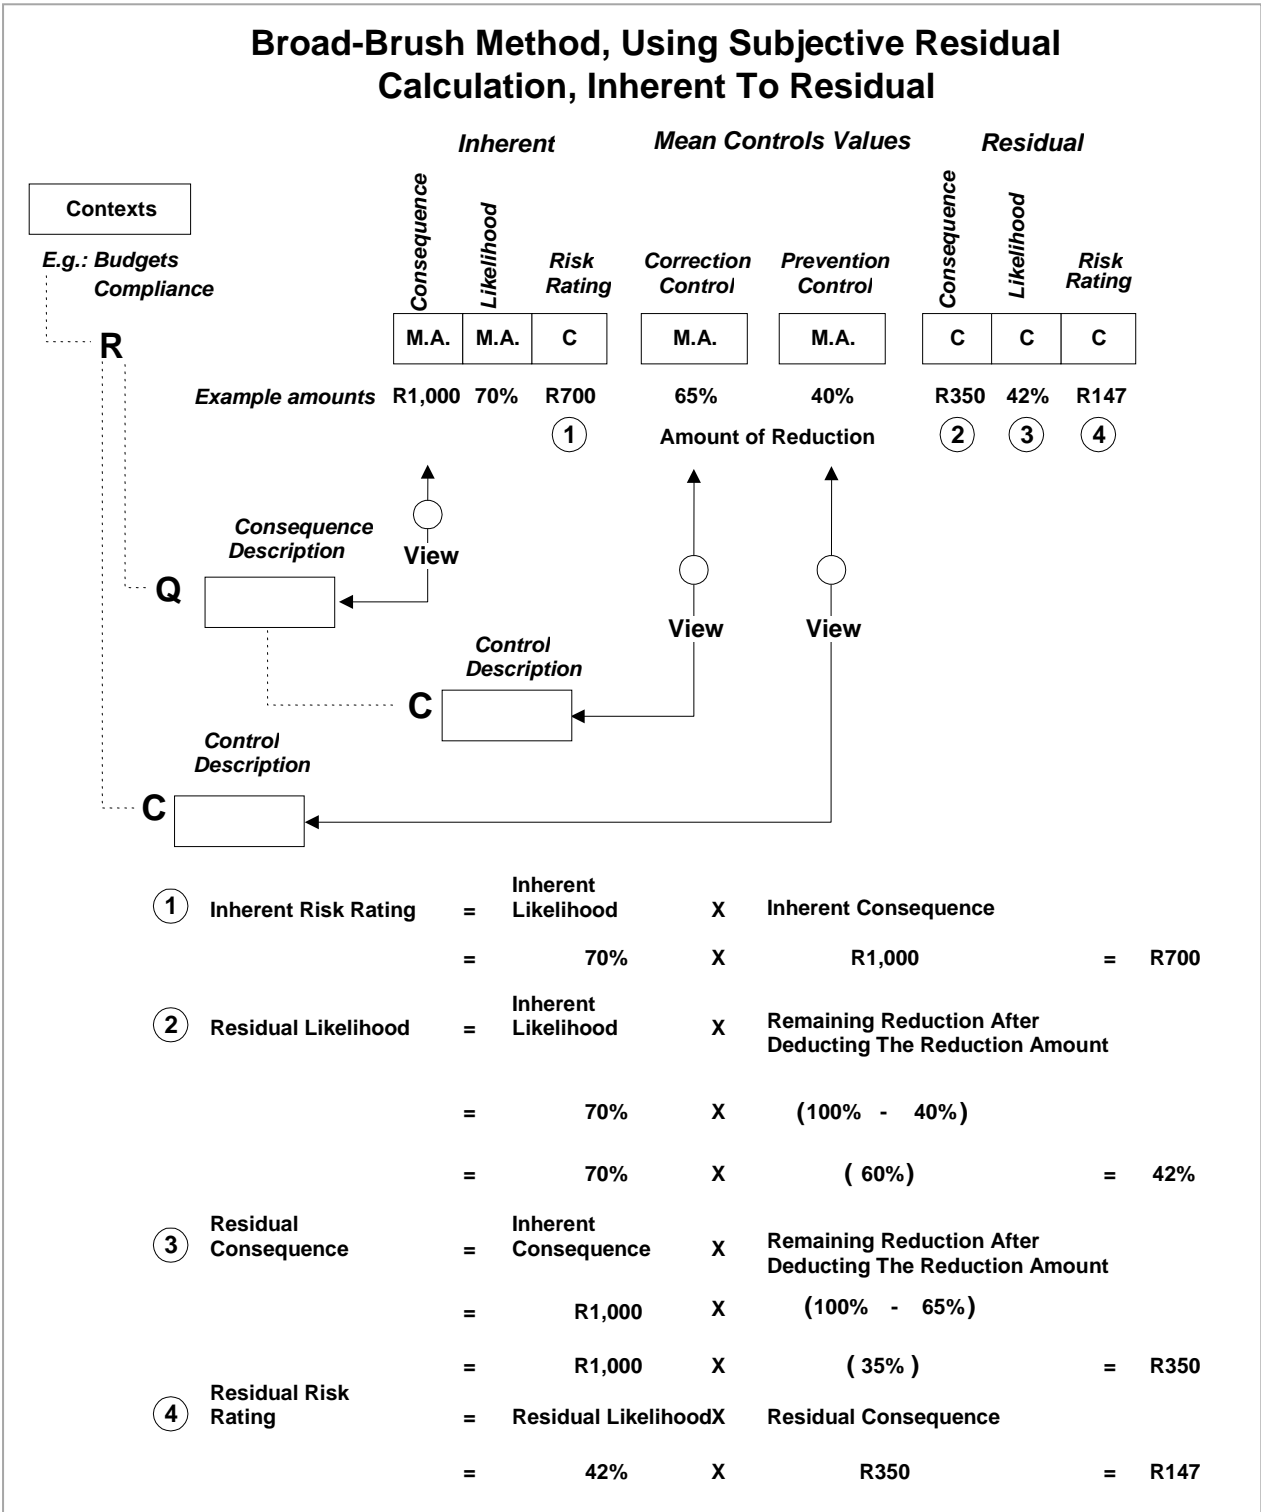 Broad-Brush Method, Using Subjective Residual
Calculation, Inherent To Residual
Inherent Mean Controls Values Residual
Contexts
E.g.: Budgets
Compliance
Consequence Likelihood Risk Rating Correction Control Prevention Control Consequence Likelihood Risk Rating
R
M.A. M.A. C M.A. M.A. C C C
Example amounts R1,000 70% R700 65% 40% R350 42% R147
1 Amount of Reduction 2 3 4
Consequence
Description
View
Q
View View
Control
Description
C
Control
Description
C
1 Inherent Risk Rating = Inherent Likelihood X Inherent Consequence
= 70% X R1,000 = R700
2 Residual Likelihood = Inherent Likelihood X Remaining Reduction After
Deducting The Reduction Amount
= 70% X (100% - 40%)
= 70% X ( 60%) = 42%
3 Residual Consequence = Inherent Consequence X Remaining Reduction After
Deducting The Reduction Amount
= R1,000 X (100% - 65%)
= R1,000 X ( 35% ) = R350
4 Residual Risk Rating = Residual LikelihoodX Residual Consequence
= 42% X R350 = R147